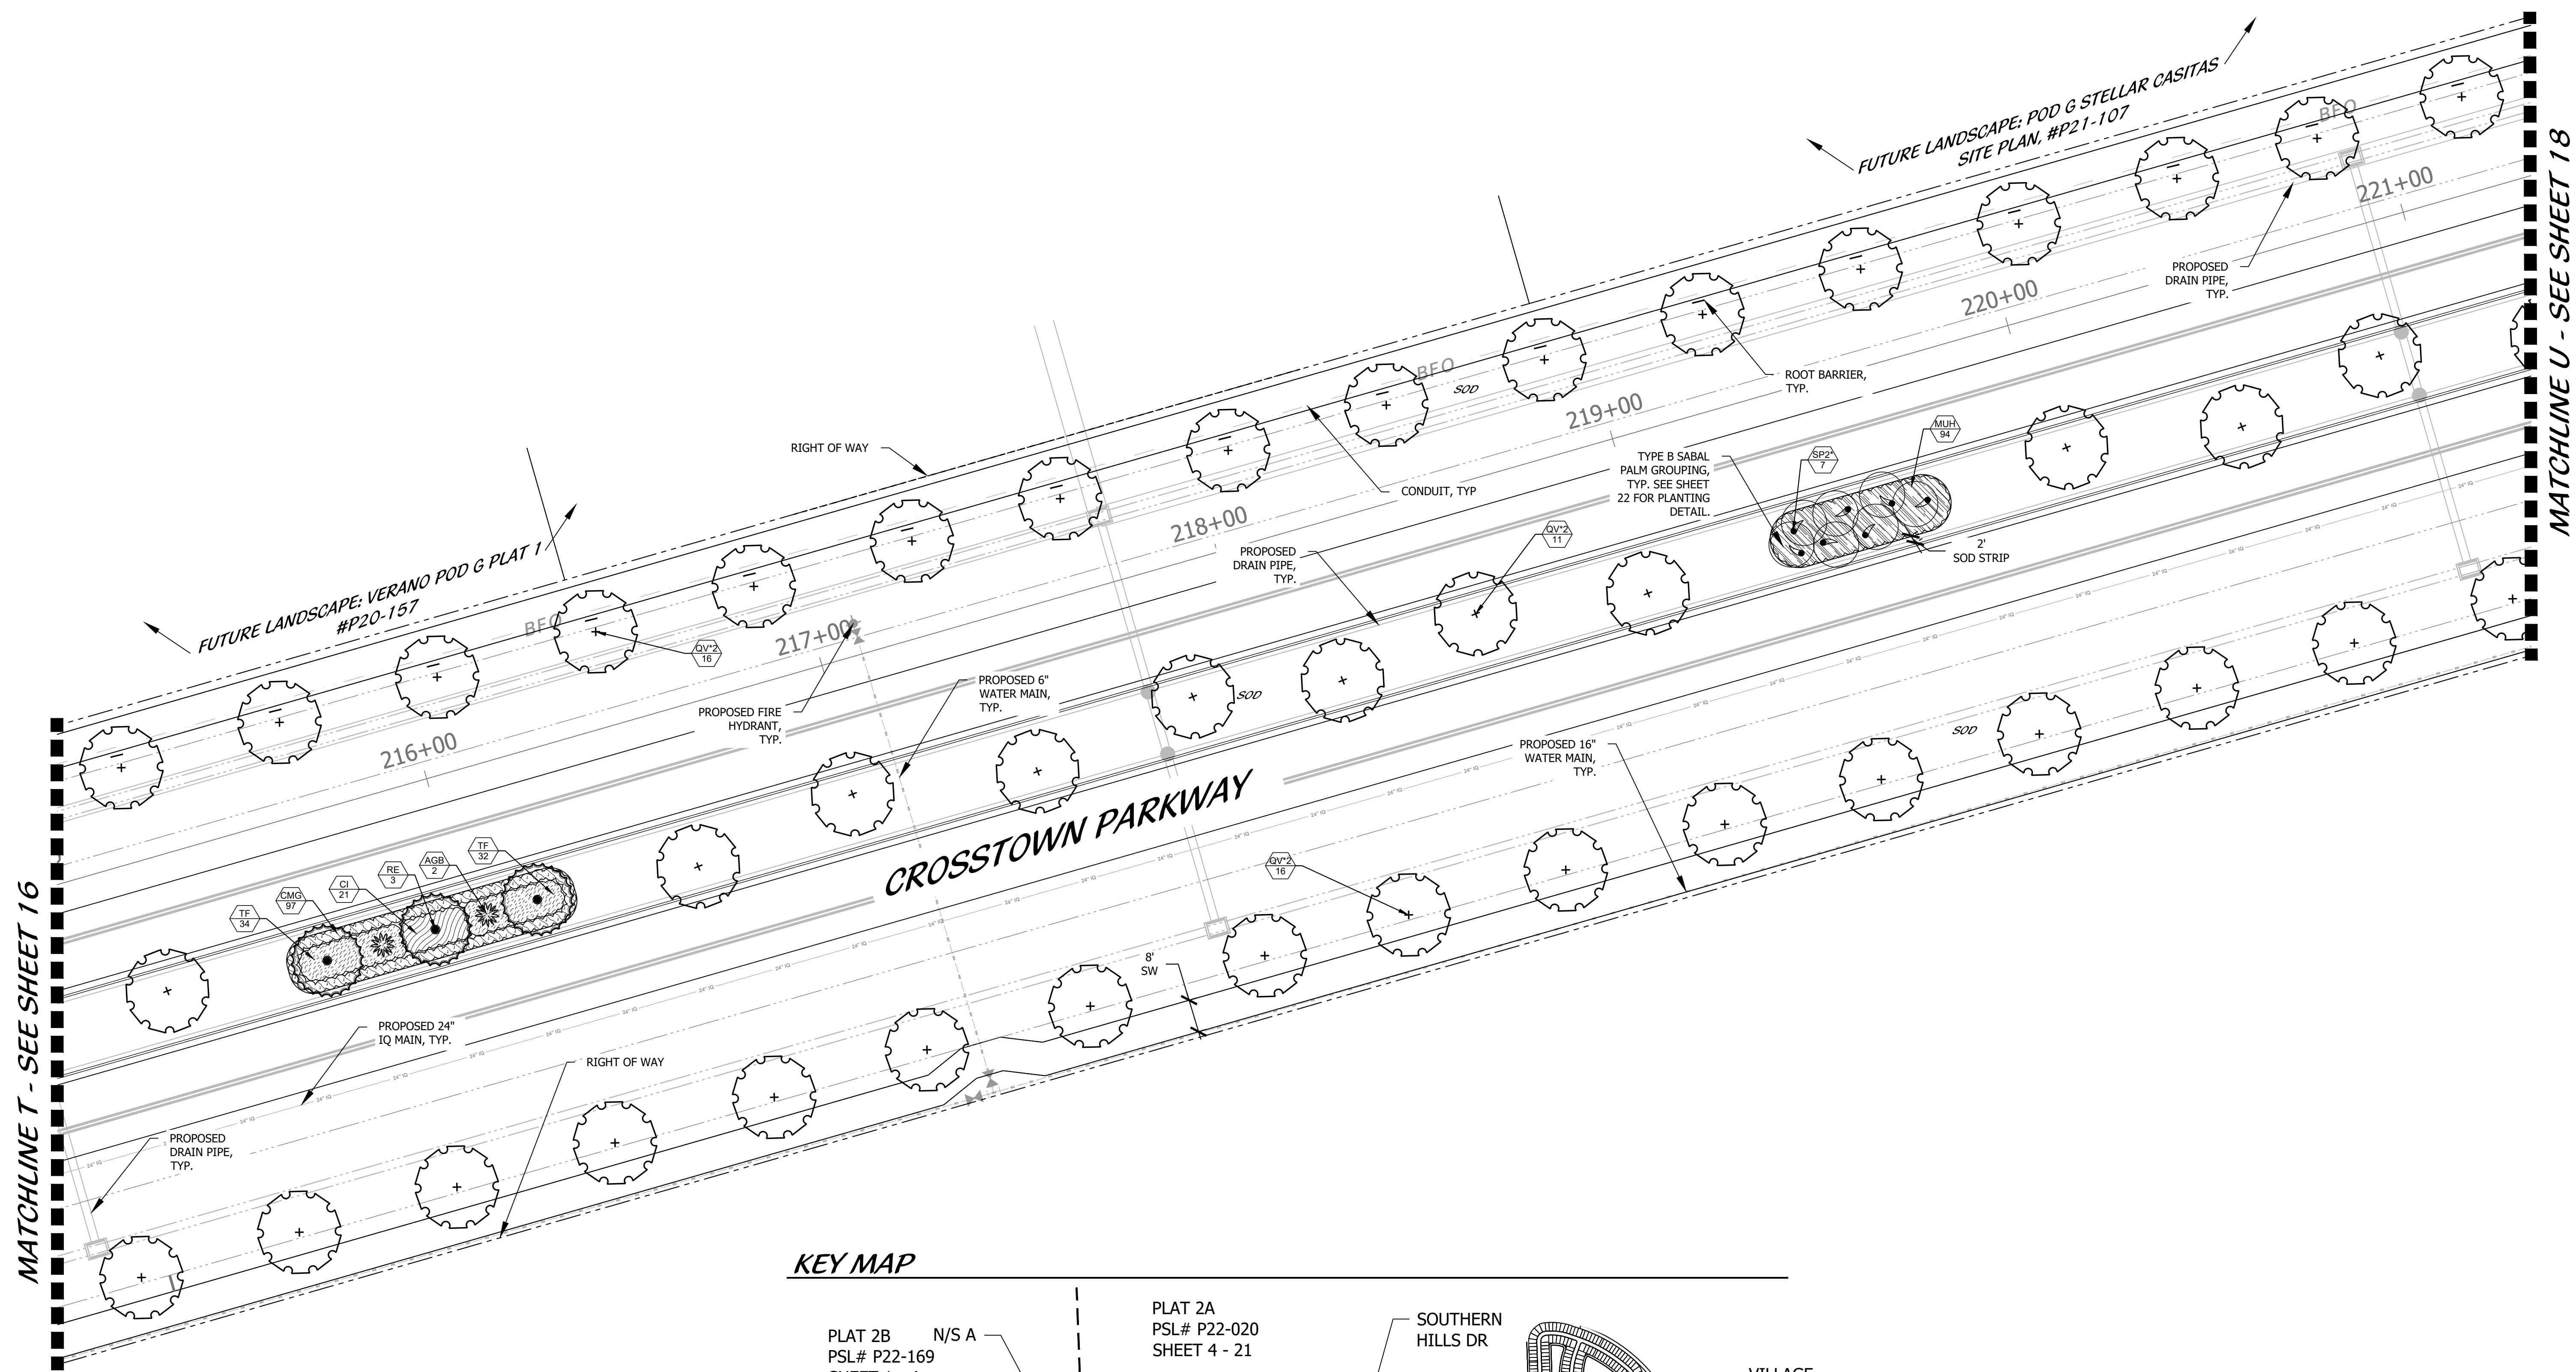 FUTURE LANDSCAPE: POD G STELLAR CASITAS
SITE PLAN, #P21-107
BFO
221+00
MATCHLINE U - SEE SHEET 18
PROPOSED
DRAIN PIPE,
TYP.
220+00
ROOT BARRIER,
TYP.
BFO
SOD
219+00
MUH
94
RIGHT OF WAY
TYPE B SABAL
PALM GROUPING,
TYP. SEE SHEET
22 FOR PLANTING
DETAIL.
SP2*
7
CONDUIT, TYP
218+00
QV*2
11
2'
SOD STRIP
PROPOSED
DRAIN PIPE,
TYP.
FUTURE LANDSCAPE: VERANO POD G PLAT 1
#P20-157
BFO
QV*2
16
217+00
PROPOSED FIRE
HYDRANT,
TYP.
PROPOSED 6"
WATER MAIN,
TYP.
SOD
216+00
SOD
PROPOSED 16"
WATER MAIN,
TYP.
CROSSTOWN PARKWAY
TF
32
AGB
2
RE
3
CI
21
CMG
97
TF
34
QV*2
16
MATCHLINE T - SEE SHEET 16
8'
SW
PROPOSED 24"
IQ MAIN, TYP.
RIGHT OF WAY
24" IQ
PROPOSED
DRAIN PIPE,
TYP.
KEY MAP
PLAT 2B
PSL# P22-169
N/S A
PLAT 2A
PSL# P22-020
SHEET 4 - 21
SOUTHERN
HILLS DR
VILLAGE